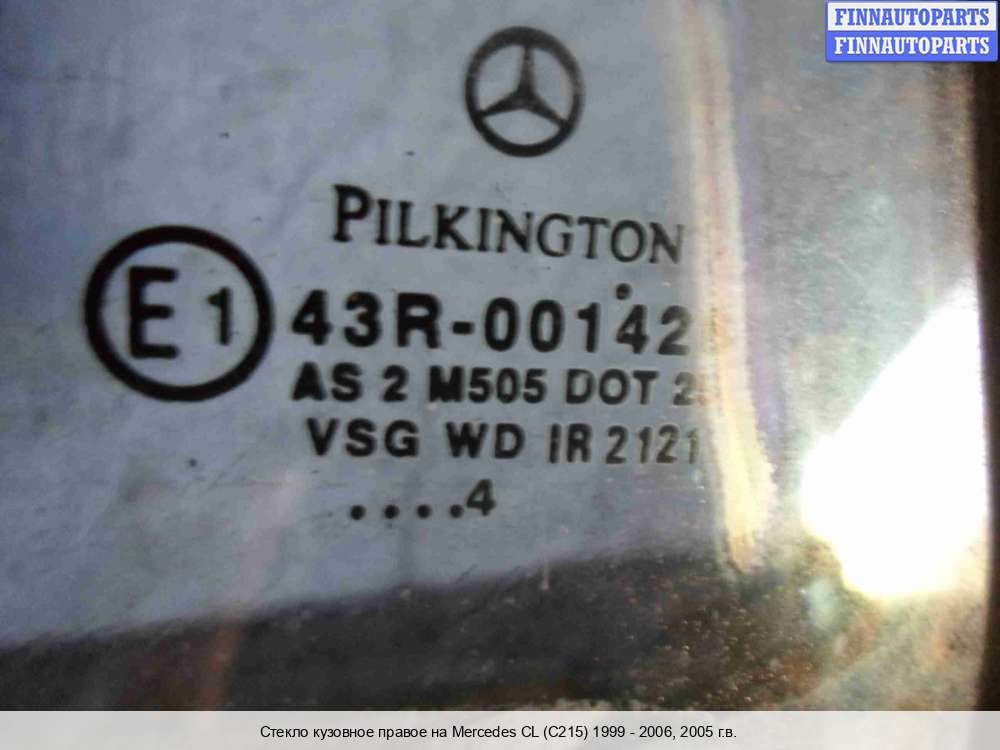 FINNAUTOPARTS
FINNAUTOPARTS
PILKINGTON
E 1
43R-00142
AS 2 M505 DOT
VSG WD IR 2121
....4
Стекло кузовное правое на Mercedes CL (C215) 1999 - 2006, 2005 г.в.